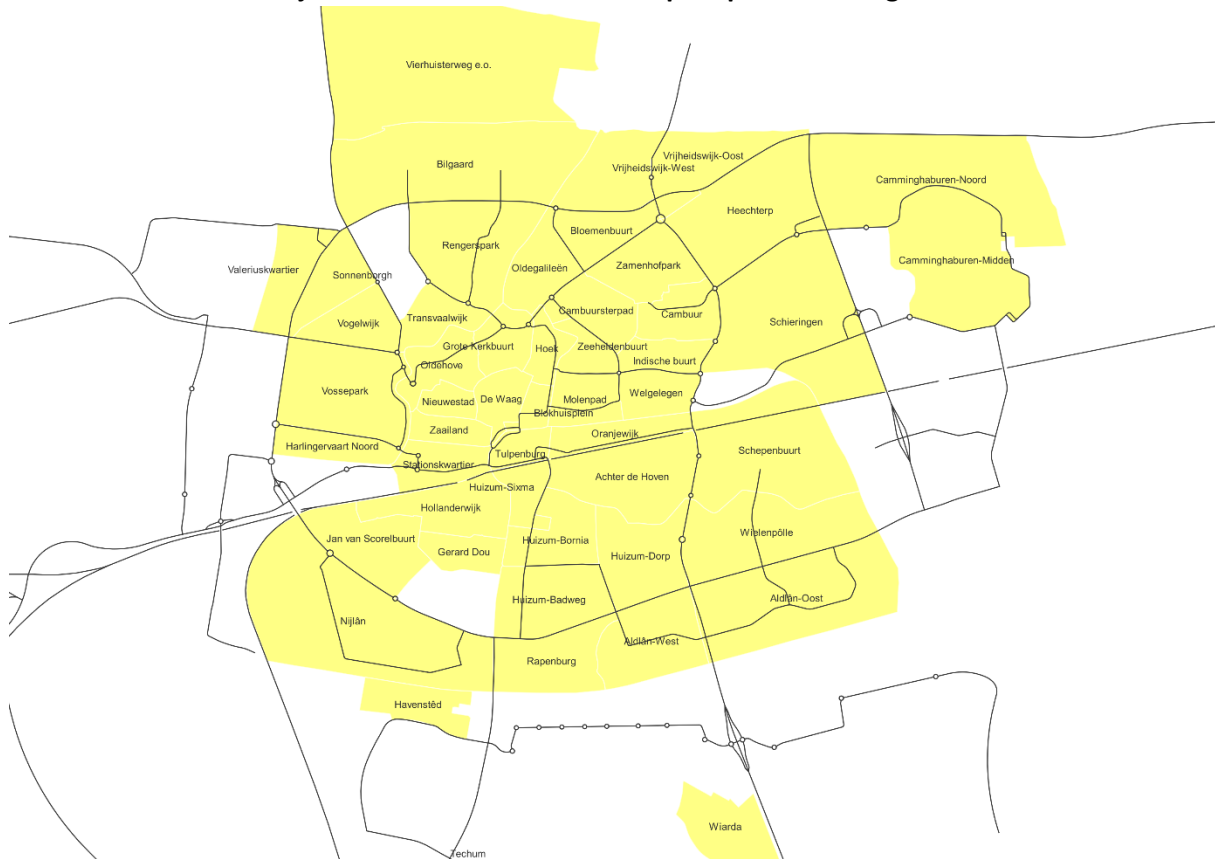 Vierhuisterweg e.o.
Bilgaard
Vrijheidswijk-Oost
Vrijheidswijk-West
Camminghaburen-Noord
Heechterp
Bloemenbuurt
Rengerspark
Oldegalileën
Zamenhofpark
Camminghaburen-Midden
Valeriuskwartier
Sonnenborgh
Transvaalwijk
Vogelwijk
Cambuursterpad
Cambuur
Schieringen
Grote Kerkbuurt
Hoek
Zeeheldenbuurt
Indische buurt
Oldehove
Vossepark
Nieuwestad
De Waag
Molenpad
Welgelegen
Blokhuisplein
Zaailand
Oranjewijk
Harlingervaart Noord
Tulpenburg
Schepenbuurt
Stationskwartier
Achter de Hoven
Huizum-Sixma
Hollanderwijk
Wielenpôlle
Jan van Scorelbuurt
Huizum-Bornia
Gerard Dou
Huizum-Dorp
Huizum-Badweg
Aldlân-Oost
Nijlân
Aldlân-West
Rapenburg
Havenstêd
Wiarda
Techum